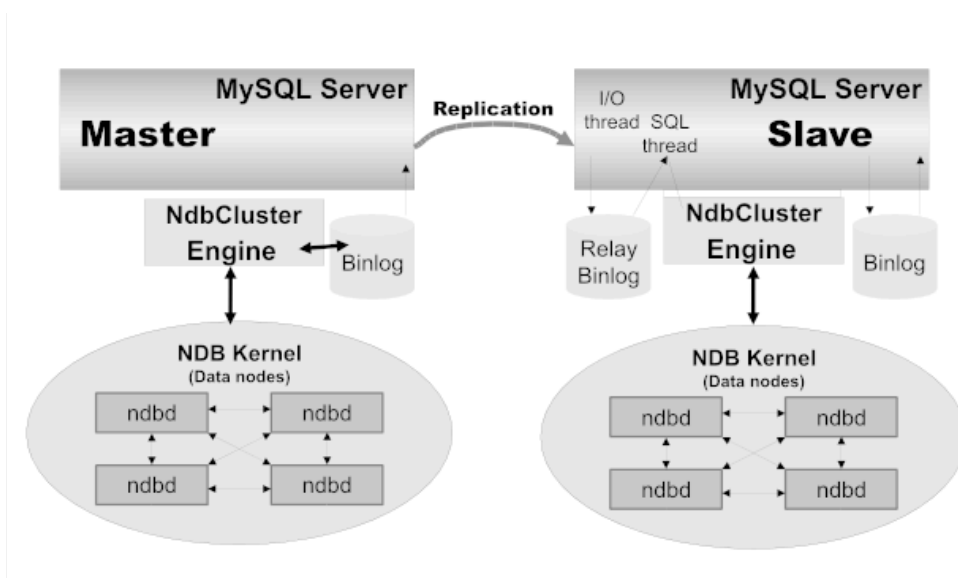 MySQL Server
Master
Replication
MySQL Server
Slave
I/O
thread
SQL
thread
NdbCluster
Engine
Binlog
Relay
Binlog
NdbCluster
Engine
Binlog
NDB Kernel
(Data nodes)
ndbd
ndbd
ndbd
ndbd
NDB Kernel
(Data nodes)
ndbd
ndbd
ndbd
ndbd